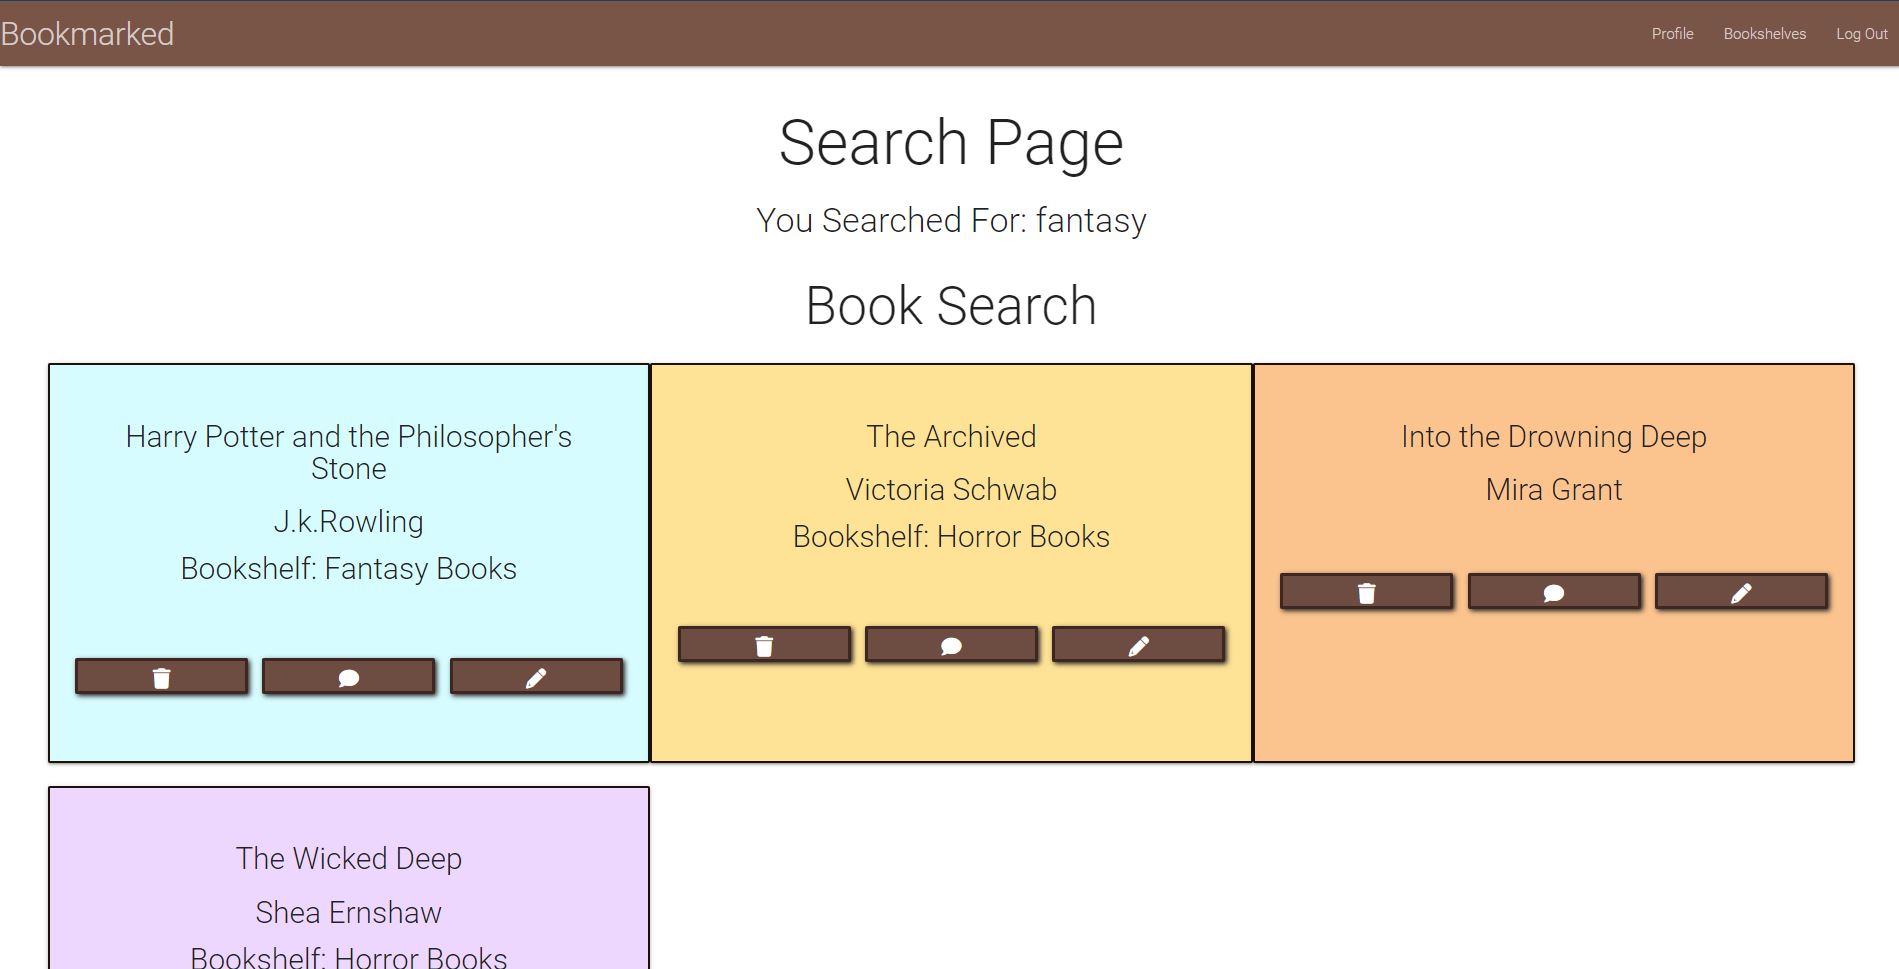 Bookmarked
Profile
Bookshelves
Log Out
Search Page
You Searched For: fantasy
Book Search
Harry Potter and the Philosopher's
Stone
J.k.Rowling
Bookshelf: Fantasy Books
The Archived
Victoria Schwab
Bookshelf: Horror Books
Into the Drowning Deep
Mira Grant
The Wicked Deep
Shea Ernshaw
Bookshelf: Horror Books